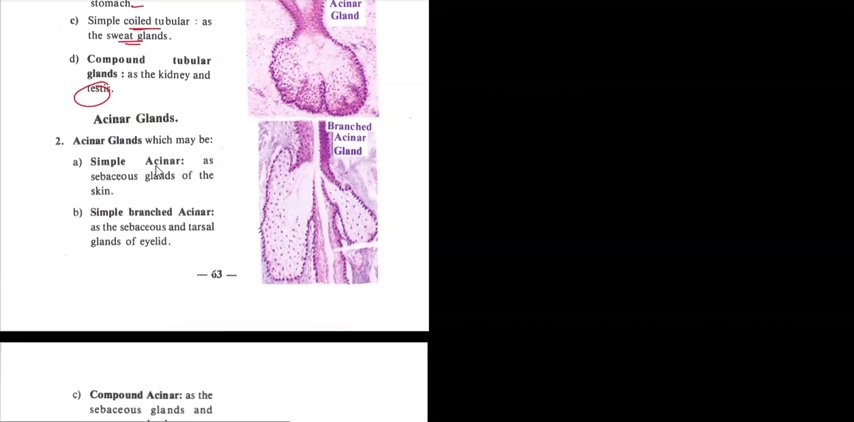 stomach.
c) Simple coiled tubular : as
the sweat glands.
d) Compound tubular
glands : as the kidney and
testis.
Acinar Glands.
2. Acinar Glands which may be:
a) Simple Acinar: as
sebaceous glands of the
skin.
b) Simple branched Acinar:
as the sebaceous and tarsal
glands of eyelid.
Acinar
Gland
Branched
Acinar
Gland
— 63 —
c) Compound Acinar: as the
sebaceous glands and